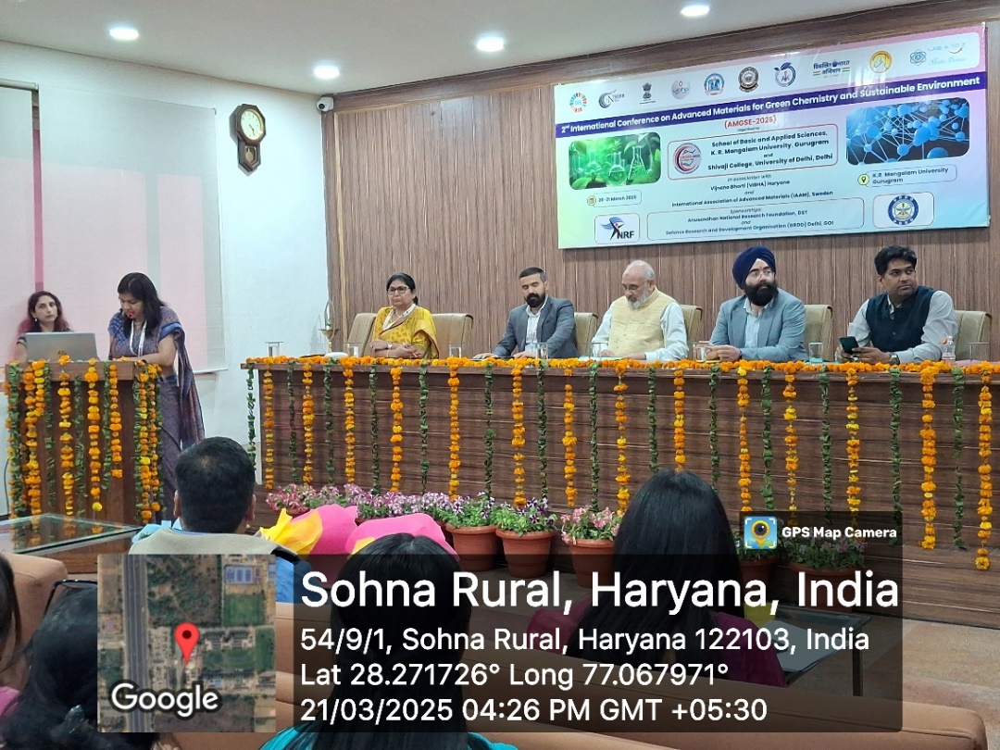 2nd International Conference on Advanced Materials for Green Chemistry and Sustainable Environment
(AMGSE-2025)
School of Basic and Applied Sciences,
K. R. Mangalam University, Gurugram
and
Shivaji College, University of Delhi, Delhi
In association with
Vijnana Bharti (VIBHA) Haryana
and
International Association of Advanced Materials (IAAM), Sweden
Sponsorships:
Anusandhan National Research Foundation, DST
and
Defence Research and Development Organisation (DRDO) Delhi, GOI
20-21 March 2025
K.R. Mangalam University
Gurugram
NRF
विकसित भारत
अभियान
GPS Map Camera
Sohna Rural, Haryana, India
54/9/1, Sohna Rural, Haryana 122103, India
Lat 28.271726° Long 77.067971°
21/03/2025 04:26 PM GMT +05:30
Google